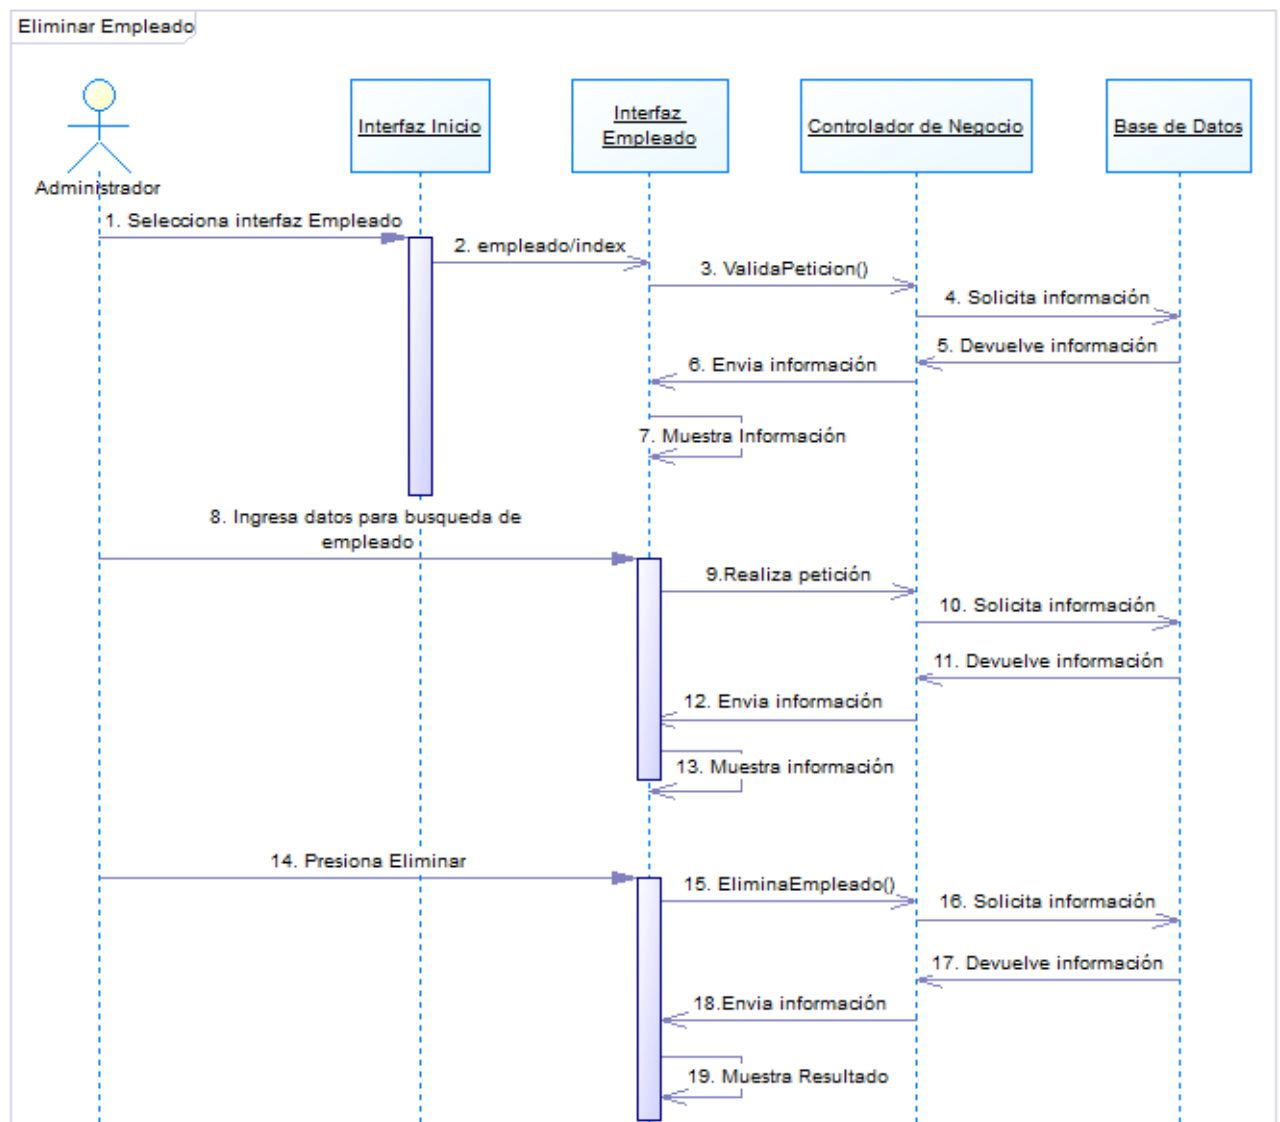 Eliminar Empleado
Interfaz Inicio
Interfaz
Empleado
Controlador de Negocio
Base de Datos
Administrador
1. Selecciona interfaz Empleado
2. empleado/index
3. ValidaPeticion()
4. Solicita información
5. Devuelve información
6. Envia información
7. Muestra Información
8. Ingresa datos para busqueda de
empleado
9.Realiza petición
10. Solicita información
11. Devuelve información
12. Envia información
13. Muestra información
14. Presiona Eliminar
15. EliminaEmpleado()
16. Solicita información
17. Devuelve información
18.Envia información
19. Muestra Resultado